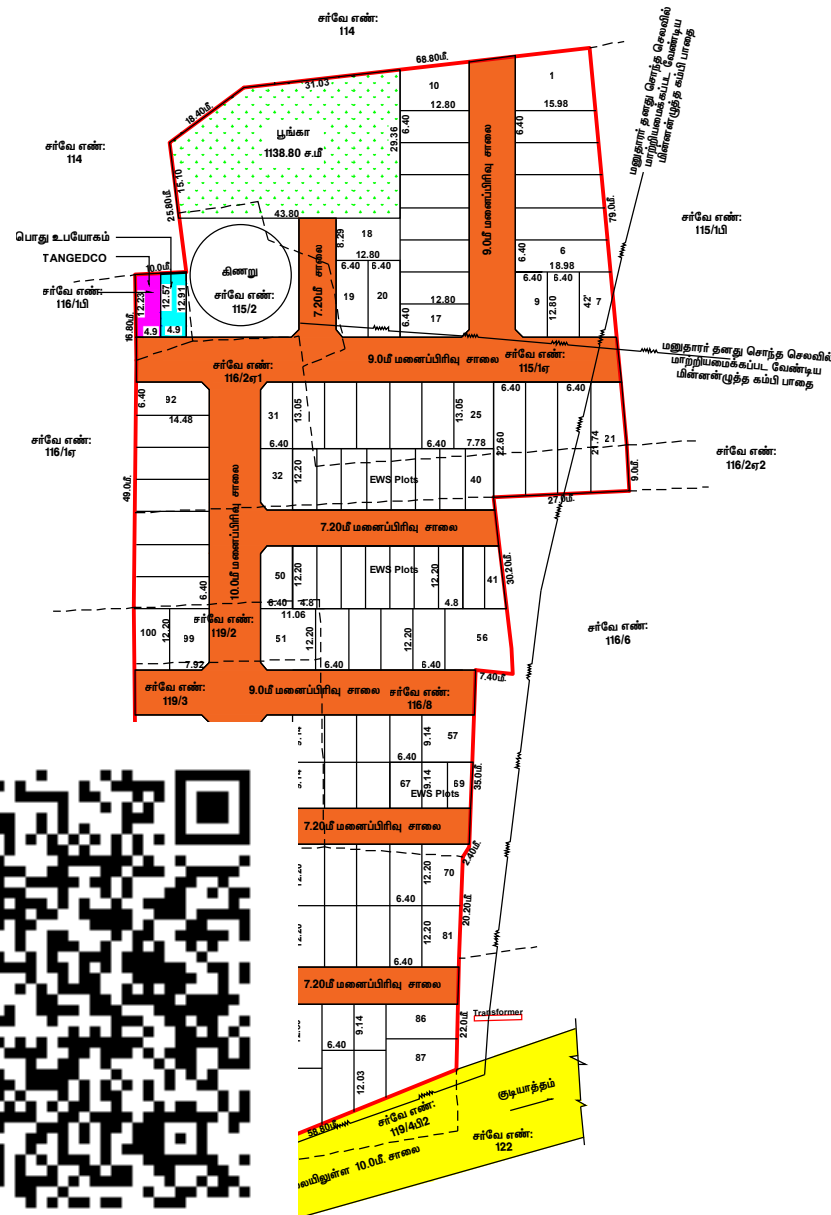 சர்வே எண்:
114
68.80மீ.
31.03
18.40மீ.
10
1
12.80
15.98
6.40
6.40
பூங்கா
1138.80 ச.மீ
29.36
9.0மீ மனைப்பிரிவு சாலை
மனுதாரர் தனது சொந்த செலவில்
மாற்றியமைக்கப்பட வேண்டிய
மின்னன்ழுத்த கம்பி பாதை
சர்வே எண்:
114
15.10
25.80மீ
79.0மீ.
சர்வே எண்:
115/1பி
43.80
பொது உபயோகம்
TANGEDCO
10.0மீ.
கிணறு
சர்வே எண்:
115/2
8.29
18
12.80
6.40
6.40
6.40
6
18.98
6.40
6.40
7.20மீ சாலை
19
20
12.80
17
6.40
9
12.80
42'
7
சர்வே எண்:
116/1பி
12.23
12.57
12.91
4.9
4.9
16.80மீ.
மனுதாரர் தனது சொந்த செலவில்
மாற்றியமைக்கப்பட வேண்டிய
மின்னன்ழுத்த கம்பி பாதை
சர்வே எண்:
116/2ஏ1
9.0மீ மனைப்பிரிவு சாலை
சர்வே எண்:
115/1ஏ
6.40
92
14.48
31
13.05
6.40
6.40
13.05
25
7.78
22.60
6.40
6.40
21.74
21
9.0மீ.
சர்வே எண்:
116/1ஏ
சர்வே எண்:
116/2ஏ2
49.0மீ.
10.0மீ மனைப்பிரிவு சாலை
32
12.20
EWS Plots
40
27.0மீ.
7.20மீ மனைப்பிரிவு சாலை
50
12.20
EWS Plots
12.20
41
30.20மீ.
6.40
6.40
4.8
4.8
11.06
சர்வே எண்:
119/2
சர்வே எண்:
116/6
100
12.20
99
7.92
51
12.20
6.40
12.20
6.40
56
7.40மீ.
சர்வே எண்:
119/3
9.0மீ மனைப்பிரிவு சாலை
சர்வே எண்:
116/8
9.14
6.40
9.14
57
9.14
67
9.14
69
EWS Plots
35.0மீ.
7.20மீ மனைப்பிரிவு சாலை
2.40மீ.
12.20
6.40
12.20
70
20.20மீ.
12.20
12.20
81
6.40
7.20மீ மனைப்பிரிவு சாலை
Transformer
22.0மீ.
6.40
9.14
86
12.03
87
58.60மீ.
சர்வே எண்:
119/4பி2
குடியாத்தம்
சர்வே எண்:
122
10.0மீ. சாலை